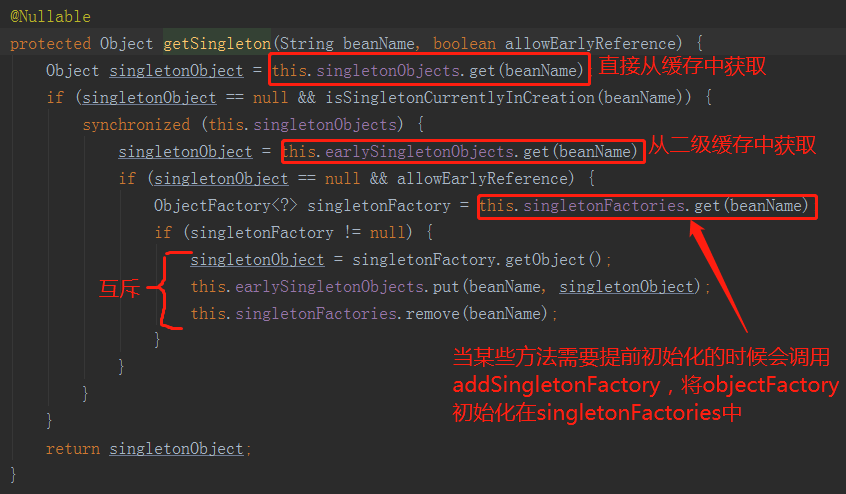 @Nullable
protected Object getSingleton(String beanName, boolean allowEarlyReference) {
Object singletonObject = this.singletonObjects.get(beanName); 直接从缓存中获取
if (singletonObject == null && isSingletonCurrentlyInCreation(beanName)) {
synchronized (this.singletonObjects) {
singletonObject = this.earlySingletonObjects.get(beanName) 从二级缓存中获取
if (singletonObject == null && allowEarlyReference) {
ObjectFactory<?> singletonFactory = this.singletonFactories.get(beanName)
if (singletonFactory != null) {
singletonObject = singletonFactory.getObject();
互斥 this.earlySingletonObjects.put(beanName, singletonObject);
this.singletonFactories.remove(beanName);
}
}
}
}
return singletonObject;
}
当某些方法需要提前初始化的时候会调用
addSingletonFactory，将objectFactory
初始化在singletonFactories中